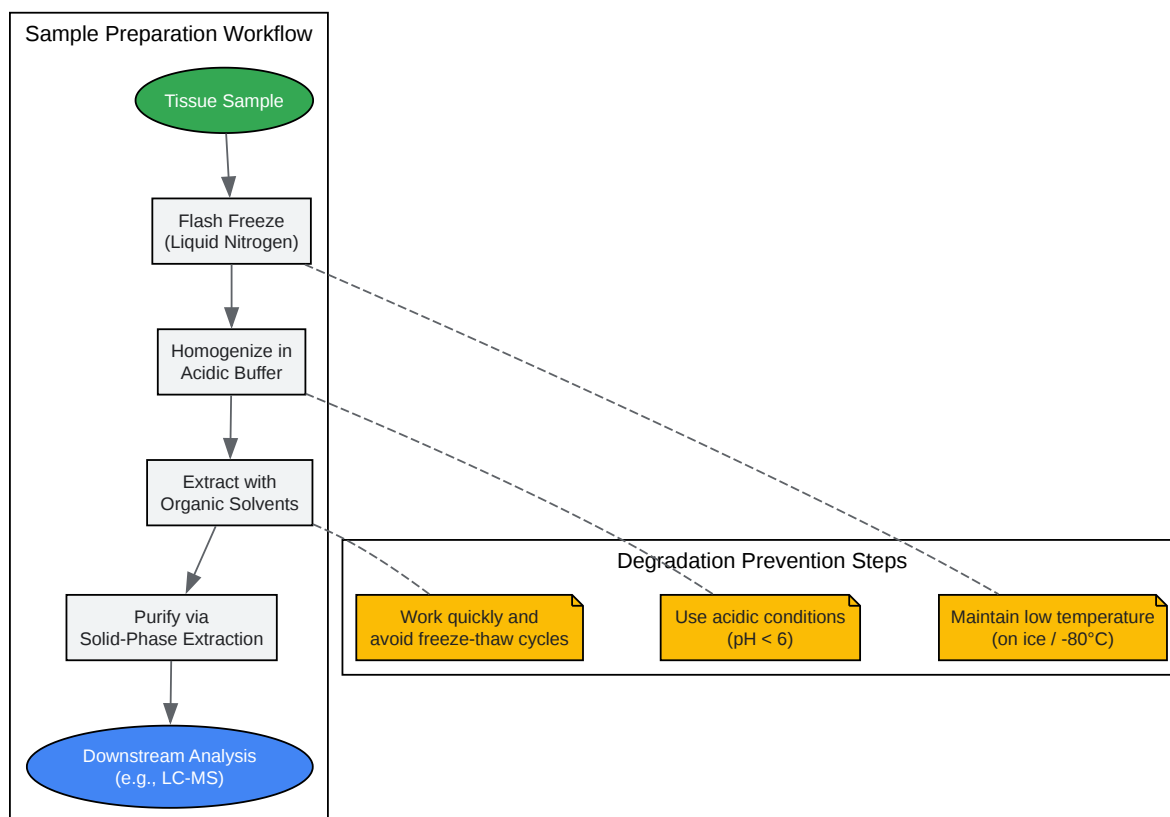 Sample Preparation Workflow
Tissue Sample
Flash Freeze
(Liquid Nitrogen)
Homogenize in
Acidic Buffer
Extract with
Organic Solvents
Purify via
Solid-Phase Extraction
Downstream Analysis
(e.g., LC-MS)
Degradation Prevention Steps
Work quickly and
avoid freeze-thaw cycles
Use acidic conditions
(pH < 6)
Maintain low temperature
(on ice / -80°C)